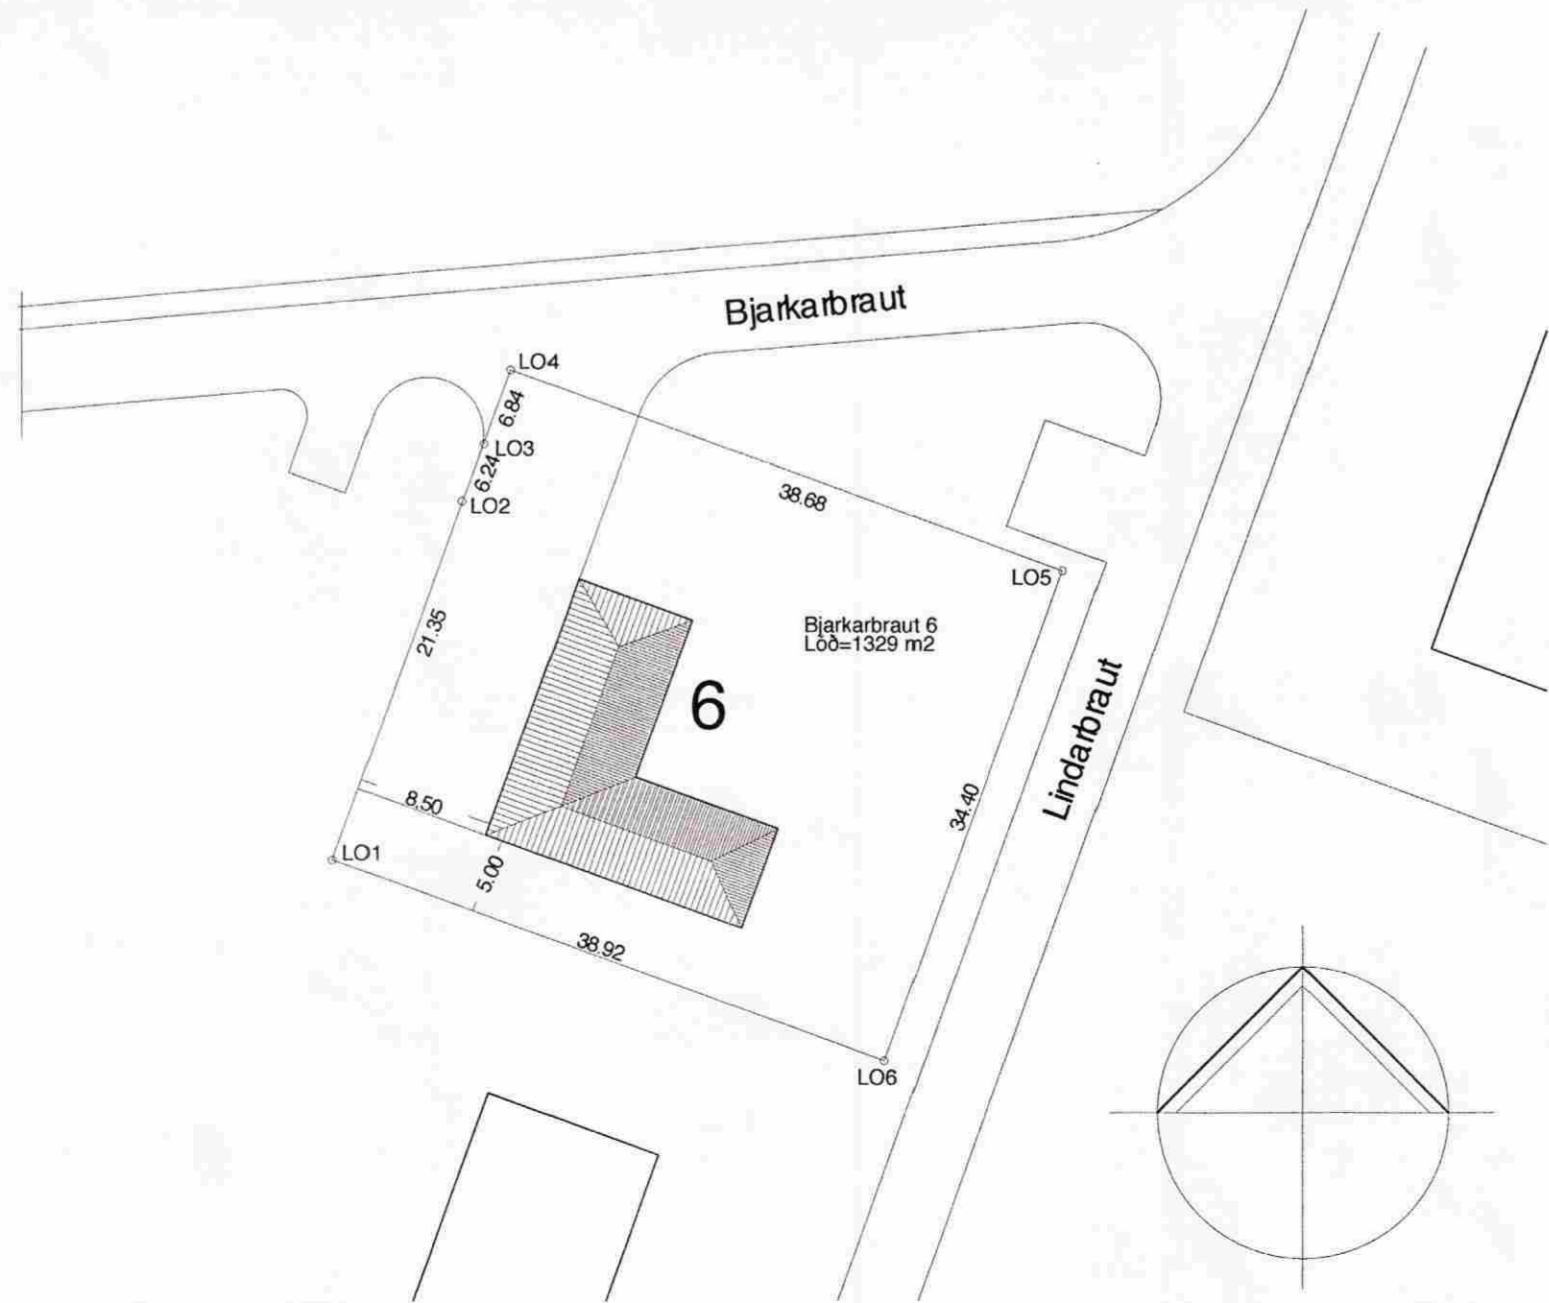 Bjarkarbraut
LO4
6.84
LO3
6.24
LO2
38.68
LO5
21.35
Bjarkarbraut 6
Lóð=1329 m2
6
Lindarbraut
34.40
8.50
LO1
5.00
38.92
LO6